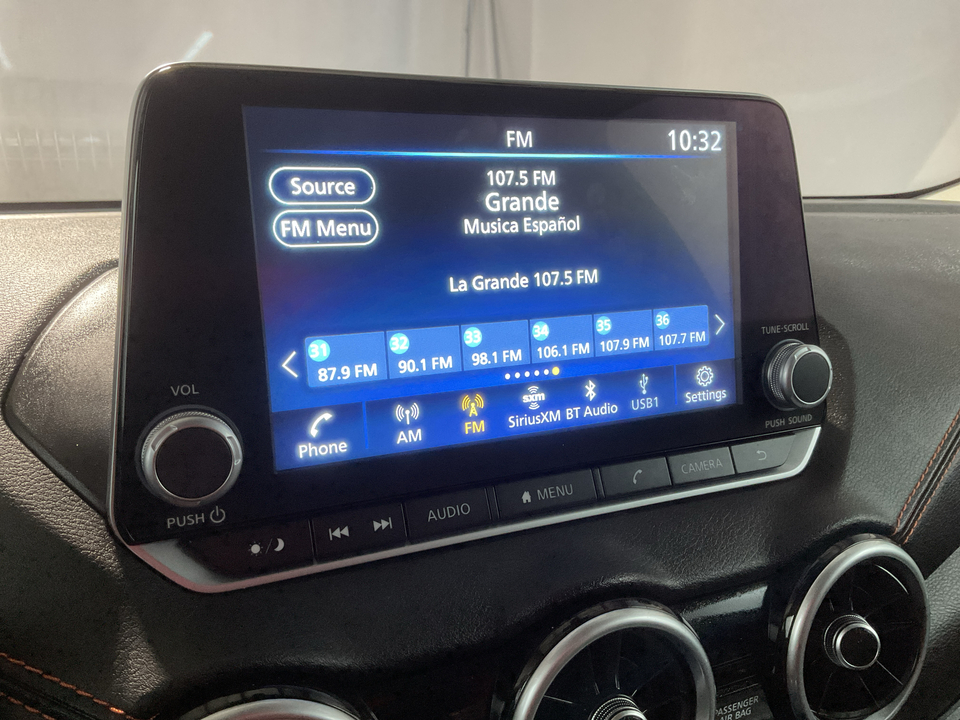 FM
10:32
Source
FM Menu
107.5 FM
Grande
Musica Español
La Grande 107.5 FM
31
87.9 FM
32
90.1 FM
33
98.1 FM
34
106.1 FM
35
107.9 FM
36
107.7 FM
Phone
AM
FM
sxm
SiriusXM
BT Audio
USB1
Settings
VOL
PUSH
TUNE·SCROLL
PUSH SOUND
AUDIO
MENU
CAMERA
PASSENGER
AIR BAG